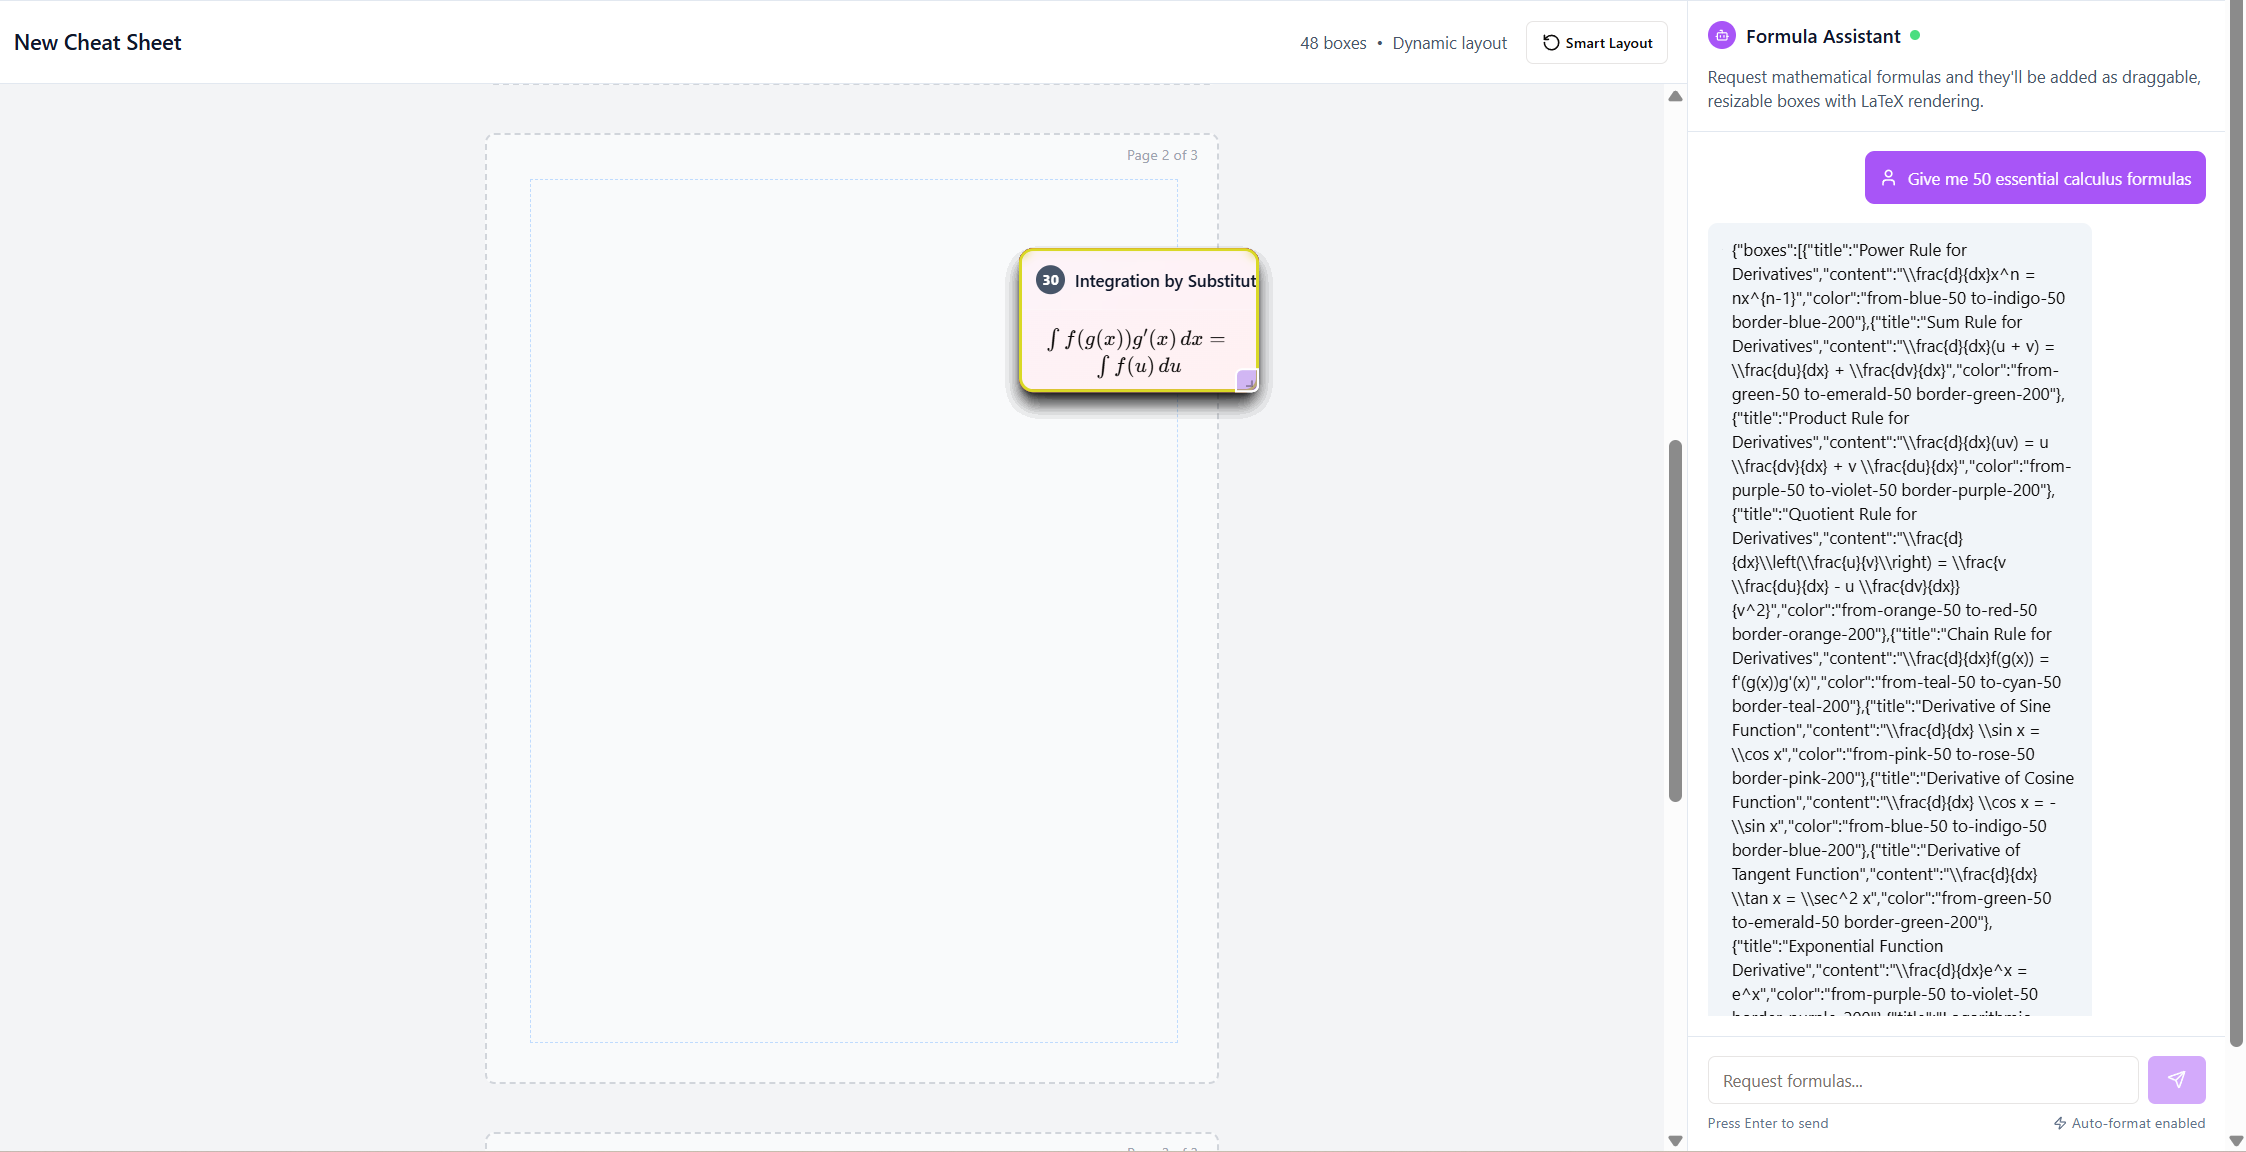 New Cheat Sheet
48 boxes • Dynamic layout
Smart Layout
Page 2 of 3
30 Integration by Substitut
∫ f(g(x))g′(x) dx =
∫ f(u) du
Formula Assistant
Request mathematical formulas and they'll be added as draggable,
resizable boxes with LaTeX rendering.
Give me 50 essential calculus formulas
{"boxes":[{"title":"Power Rule for
Derivatives","content":"\\frac{d}{dx}x^n =
nx^{n-1}","color":"from-blue-50 to-indigo-50
border-blue-200"},{"title":"Sum Rule for
Derivatives","content":"\\frac{d}{dx}(u + v) =
\\frac{du}{dx} + \\frac{dv}{dx}","color":"from-
green-50 to-emerald-50 border-green-200"},
{"title":"Product Rule for
Derivatives","content":"\\frac{d}{dx}(uv) = u
\\frac{dv}{dx} + v \\frac{du}{dx}","color":"from-
purple-50 to-violet-50 border-purple-200"},
{"title":"Quotient Rule for
Derivatives","content":"\\frac{d}
{dx}\\left(\\frac{u}{v}\\right) = \\frac{v
\\frac{du}{dx} - u \\frac{dv}{dx}}
{v^2}","color":"from-orange-50 to-red-50
border-orange-200"},{"title":"Chain Rule for
Derivatives","content":"\\frac{d}{dx}f(g(x)) =
f'(g(x))g'(x)","color":"from-teal-50 to-cyan-50
border-teal-200"},{"title":"Derivative of Sine
Function","content":"\\frac{d}{dx} \\sin x =
\\cos x","color":"from-pink-50 to-rose-50
border-pink-200"},{"title":"Derivative of Cosine
Function","content":"\\frac{d}{dx} \\cos x = -
\\sin x","color":"from-blue-50 to-indigo-50
border-blue-200"},{"title":"Derivative of
Tangent Function","content":"\\frac{d}{dx}
\\tan x = \\sec^2 x","color":"from-green-50
to-emerald-50 border-green-200"},
{"title":"Exponential Function
Derivative","content":"\\frac{d}{dx}e^x =
e^x","color":"from-purple-50 to-violet-50
border-purple-200"},{"title":"Logarithmic
Request formulas...
Press Enter to send
Auto-format enabled
Page 3 of 3